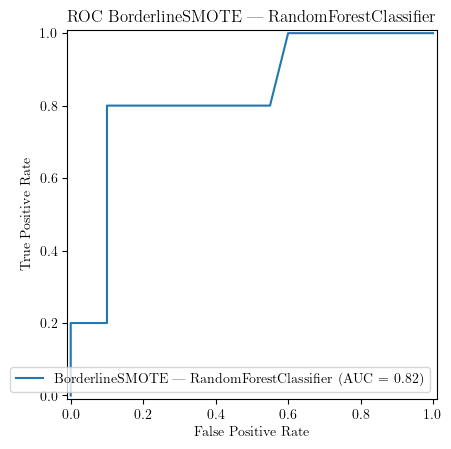 ROC BorderlineSMOTE — RandomForestClassifier
1.0
0.8
0.6
0.4
0.2
0.0
True Positive Rate
BorderlineSMOTE — RandomForestClassifier (AUC = 0.82)
0.0 0.2 0.4 0.6 0.8 1.0
False Positive Rate